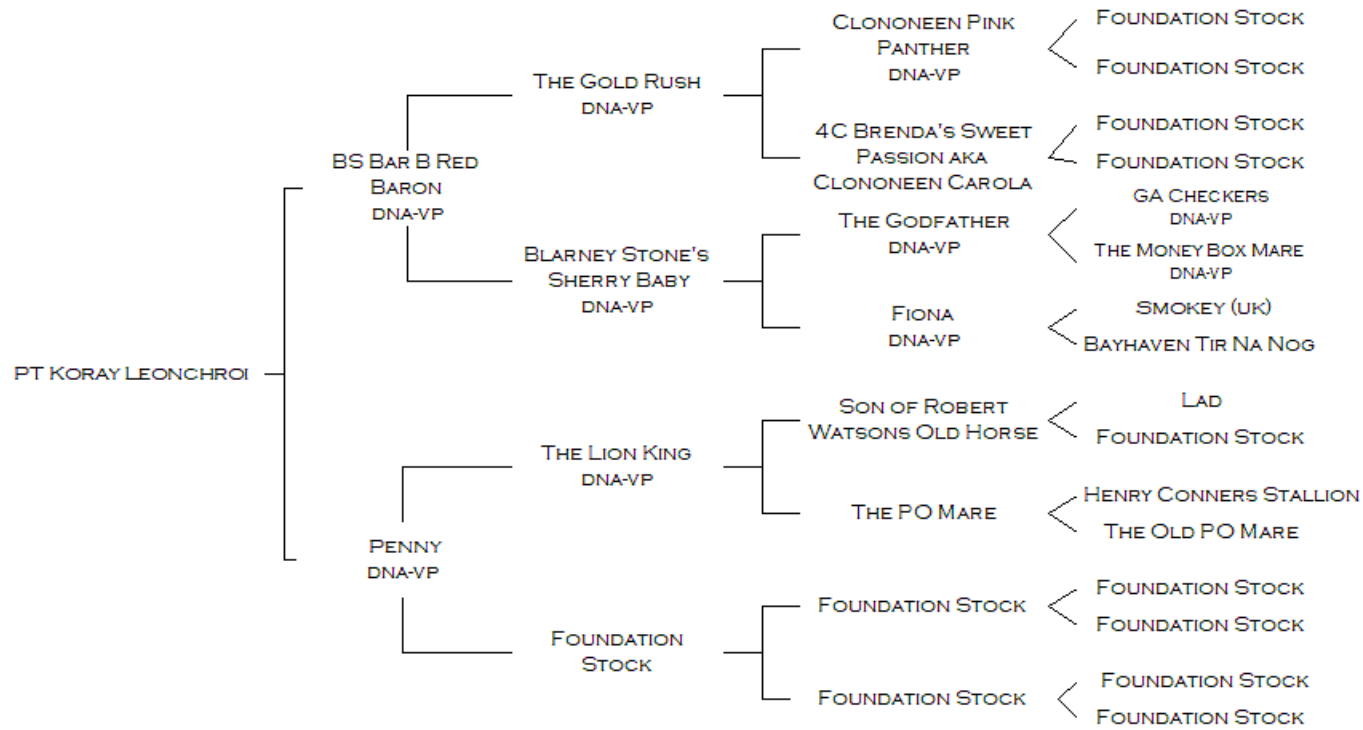 PT Koray Leonchroi
BS Bar B Red
Baron
DNA-VP
Penny
DNA-VP
The Gold Rush
DNA-VP
Blarney Stone's
Sherry Baby
DNA-VP
The Lion King
DNA-VP
Foundation
Stock
Clononeen Pink
Panther
DNA-VP
4C Brenda's Sweet
Passion aka
Clononeen Carola
The Godfather
DNA-VP
Fiona
DNA-VP
Son of Robert
Watsons Old Horse
The PO Mare
Foundation Stock
Foundation Stock
Foundation Stock
Foundation Stock
Foundation Stock
Foundation Stock
GA Checkers
DNA-VP
The Money Box Mare
DNA-VP
Smokey (UK)
Bayhaven Tir Na Nog
Lad
Foundation Stock
Henry Conners Stallion
The Old PO Mare
Foundation Stock
Foundation Stock
Foundation Stock
Foundation Stock